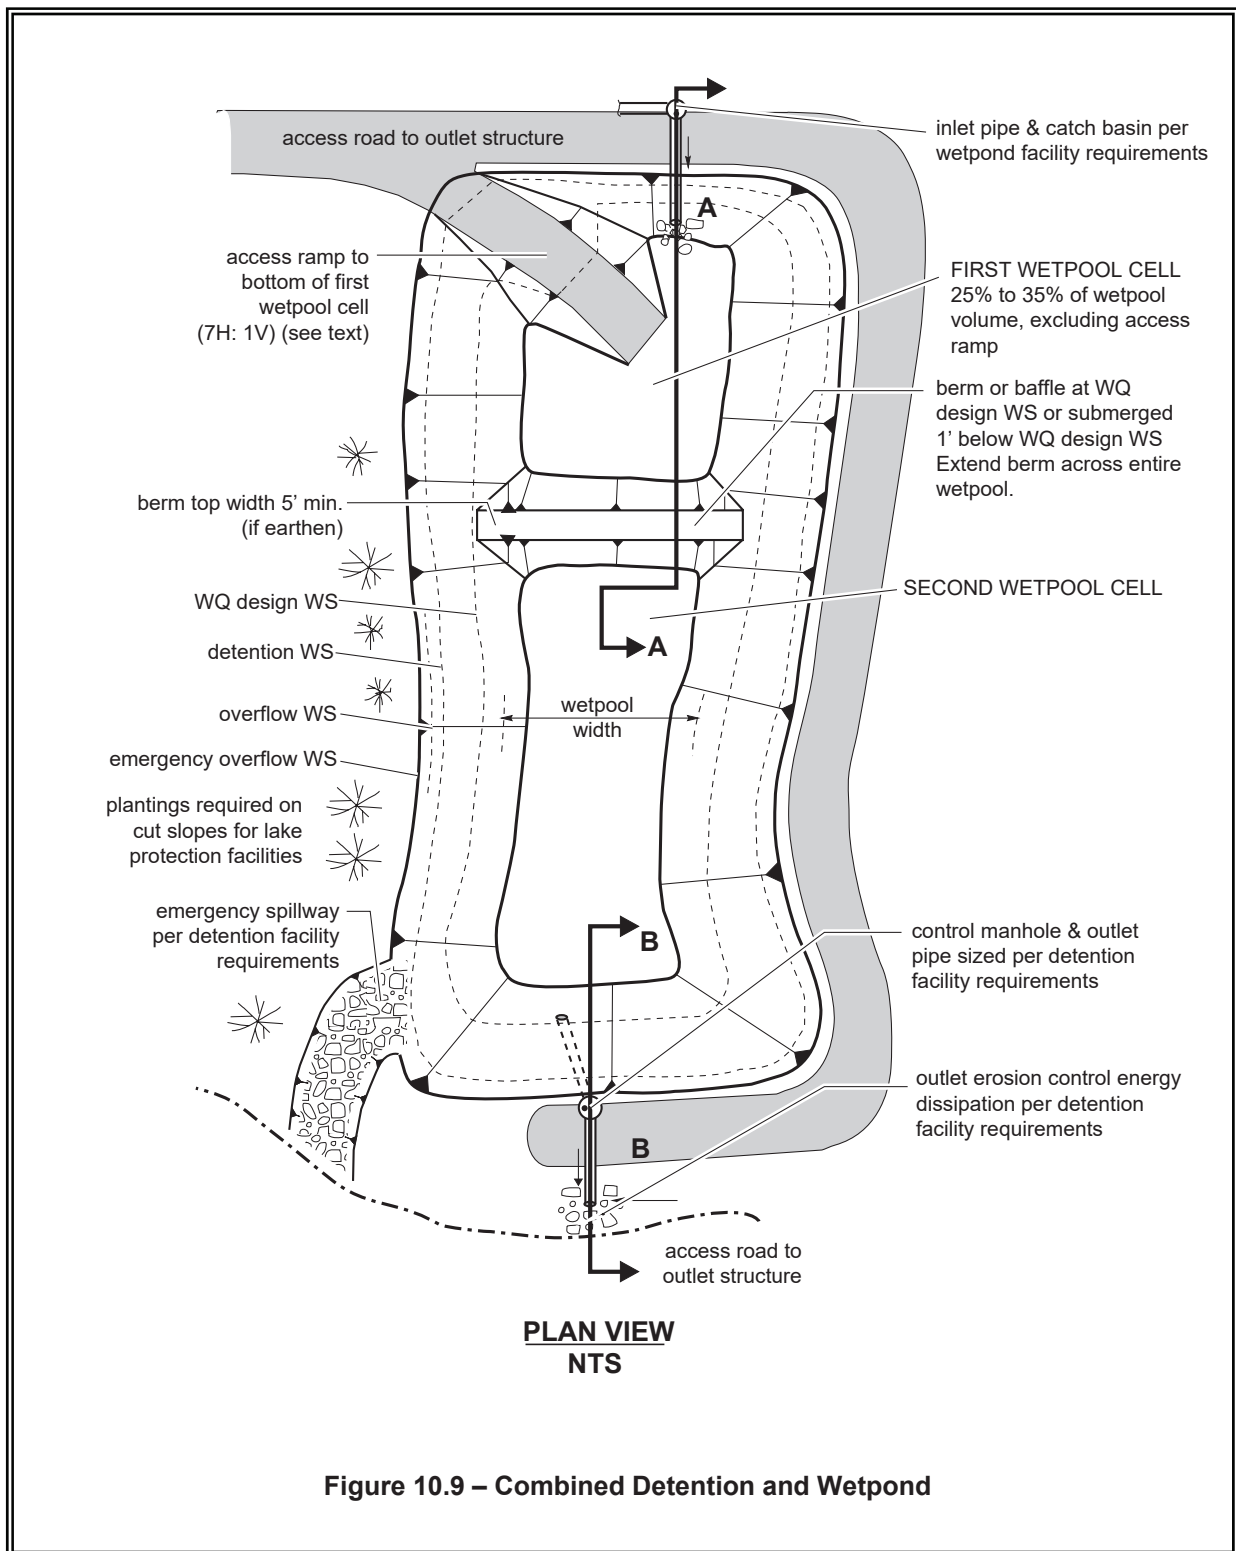 access road to outlet structure
inlet pipe & catch basin per
wetpond facility requirements
A
access ramp to
bottom of first
wetpool cell
(7H: 1V) (see text)
FIRST WETPOOL CELL
25% to 35% of wetpool
volume, excluding access
ramp
berm or baffle at WQ
design WS or submerged
1’ below WQ design WS
Extend berm across entire
wetpool.
berm top width 5’ min.
(if earthen)
SECOND WETPOOL CELL
WQ design WS
A
detention WS
wetpool
width
overflow WS
emergency overflow WS
plantings required on
cut slopes for lake
protection facilities
emergency spillway
per detention facility
requirements
B
control manhole & outlet
pipe sized per detention
facility requirements
outlet erosion control energy
dissipation per detention
facility requirements
B
access road to
outlet structure
PLAN VIEW
NTS
Figure 10.9 – Combined Detention and Wetpond